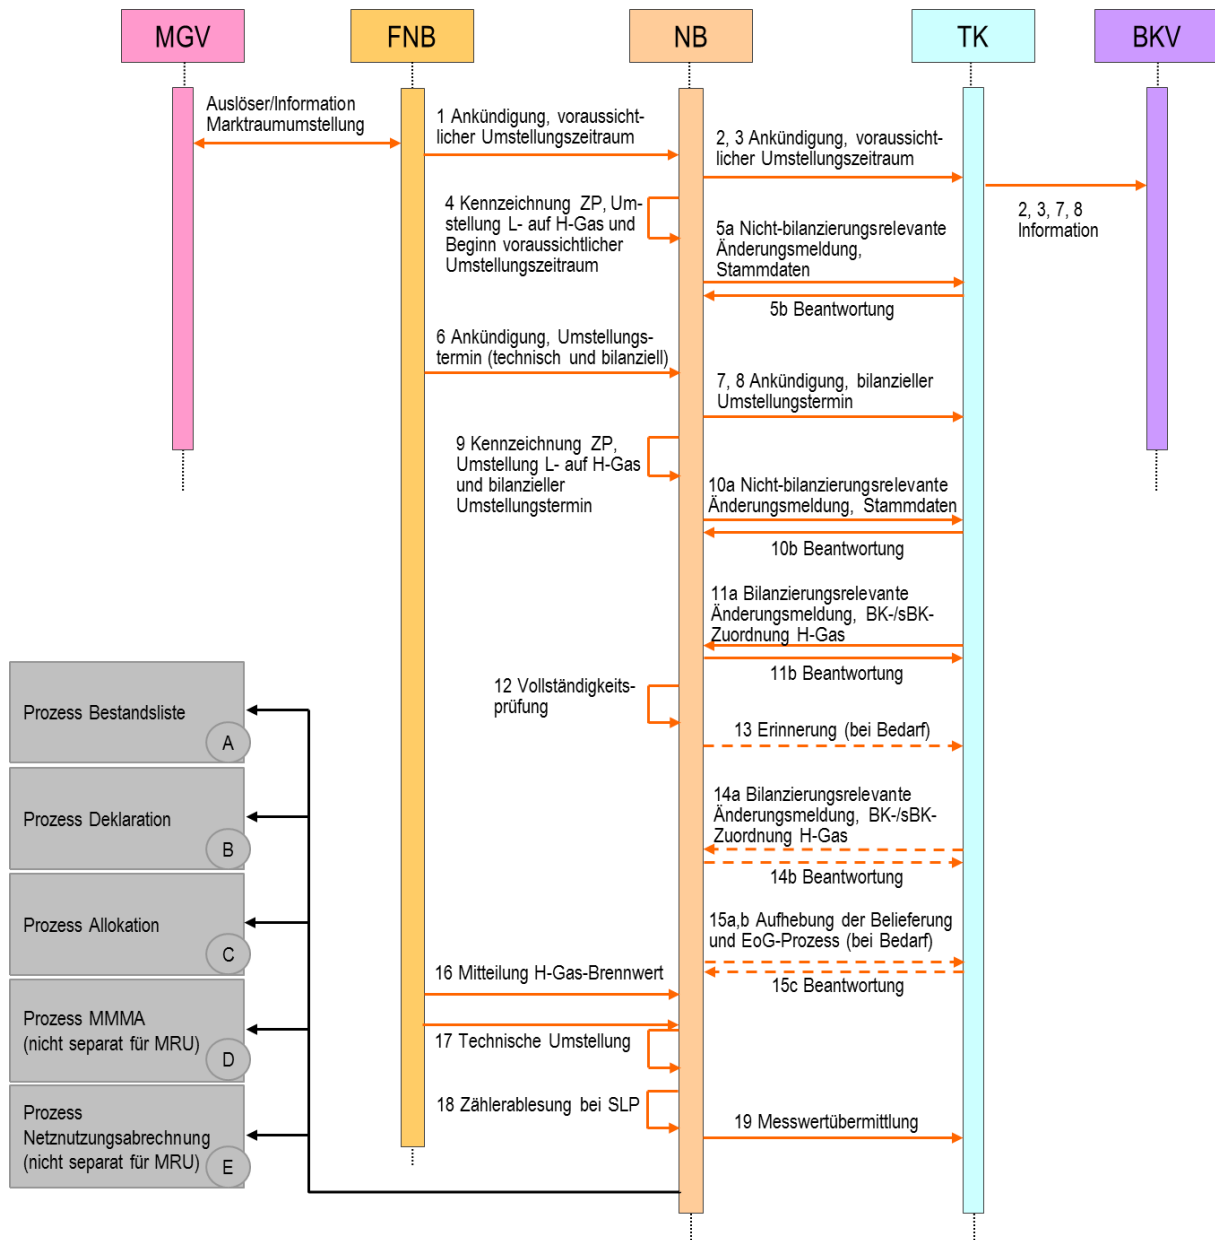 MGV
FNB
NB
TK
BKV
Auslöser/Information
Marktraumumstellung
1 Ankündigung, voraussicht-
licher Umstellungszeitraum
2, 3 Ankündigung, voraussicht-
licher Umstellungszeitraum
2, 3, 7, 8
Information
4 Kennzeichnung ZP, Um-
stellung L- auf H-Gas und
Beginn voraussichtlicher
Umstellungszeitraum
5a Nicht-bilanzierungsrelevante
Änderungsmeldung,
Stammdaten
5b Beantwortung
6 Ankündigung, Umstellungs-
termin (technisch und bilanziell)
7, 8 Ankündigung, bilanzieller
Umstellungstermin
9 Kennzeichnung ZP,
Umstellung L- auf H-Gas
und bilanzieller
Umstellungstermin
10a Nicht-bilanzierungsrelevante
Änderungsmeldung, Stammdaten
10b Beantwortung
11a Bilanzierungsrelevante
Änderungsmeldung, BK-/sBK-
Zuordnung H-Gas
11b Beantwortung
12 Vollständigkeits-
prüfung
13 Erinnerung (bei Bedarf)
14a Bilanzierungsrelevante
Änderungsmeldung, BK-/sBK-
Zuordnung H-Gas
14b Beantwortung
15a,b Aufhebung der Belieferung
und EoG-Prozess (bei Bedarf)
15c Beantwortung
16 Mitteilung H-Gas-Brennwert
17 Technische Umstellung
18 Zählerablesung bei SLP
19 Messwertübermittlung
Prozess Bestandsliste
A
Prozess Deklaration
B
Prozess Allokation
C
Prozess MMMA
(nicht separat für MRU)
D
Prozess
Netznutzungsabrechnung
(nicht separat für MRU)
E